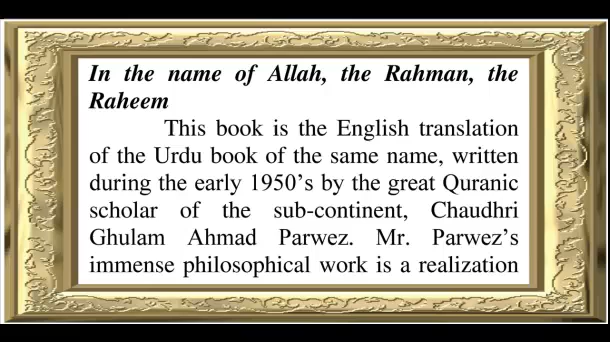 In the name of Allah, the Rahman, the
Raheem
This book is the English translation
of the Urdu book of the same name, written
during the early 1950’s by the great Quranic
scholar of the sub-continent, Chaudhri
Ghulam Ahmad Parwez. Mr. Parwez’s
immense philosophical work is a realization